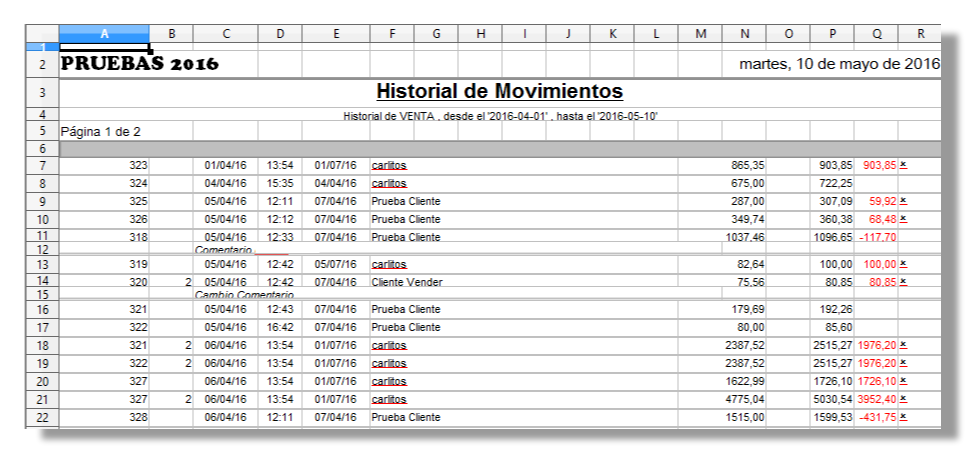 A B C D E F G H I J K L M N O P Q R
1
2 PRUEBAS 2016 martes, 10 de mayo de 2016
3 Historial de Movimientos
4 Historial de VENTA , desde el '2016-04-01' , hasta el '2016-05-10'
5 Página 1 de 2
6
7 323 01/04/16 13:54 01/07/16 carlitos 865,35 903,85 903,85 x
8 324 04/04/16 15:35 04/04/16 carlitos 675,00 722,25
9 325 05/04/16 12:11 07/04/16 Prueba Cliente 287,00 307,09 59,92 x
10 326 05/04/16 12:12 07/04/16 Prueba Cliente 349,74 360,38 68,48 x
11 318 05/04/16 12:33 07/04/16 Prueba Cliente 1037,46 1096,65 -117,70
12 Comentario
13 319 05/04/16 12:42 05/07/16 carlitos 82,64 100,00 100,00 x
14 320 2 05/04/16 12:42 07/04/16 Cliente Vender 75,56 80,85 80,85 x
15 Cambio Comentario
16 321 05/04/16 12:43 07/04/16 Prueba Cliente 179,69 192,26
17 322 05/04/16 16:42 07/04/16 Prueba Cliente 80,00 85,60
18 321 2 06/04/16 13:54 01/07/16 carlitos 2387,52 2515,27 1976,20 x
19 322 2 06/04/16 13:54 01/07/16 carlitos 2387,52 2515,27 1976,20 x
20 327 06/04/16 13:54 01/07/16 carlitos 1622,99 1726,10 1726,10 x
21 327 2 06/04/16 13:54 01/07/16 carlitos 4775,04 5030,54 3952,40 x
22 328 06/04/16 12:11 07/04/16 Prueba Cliente 1515,00 1599,53 -431,75 x